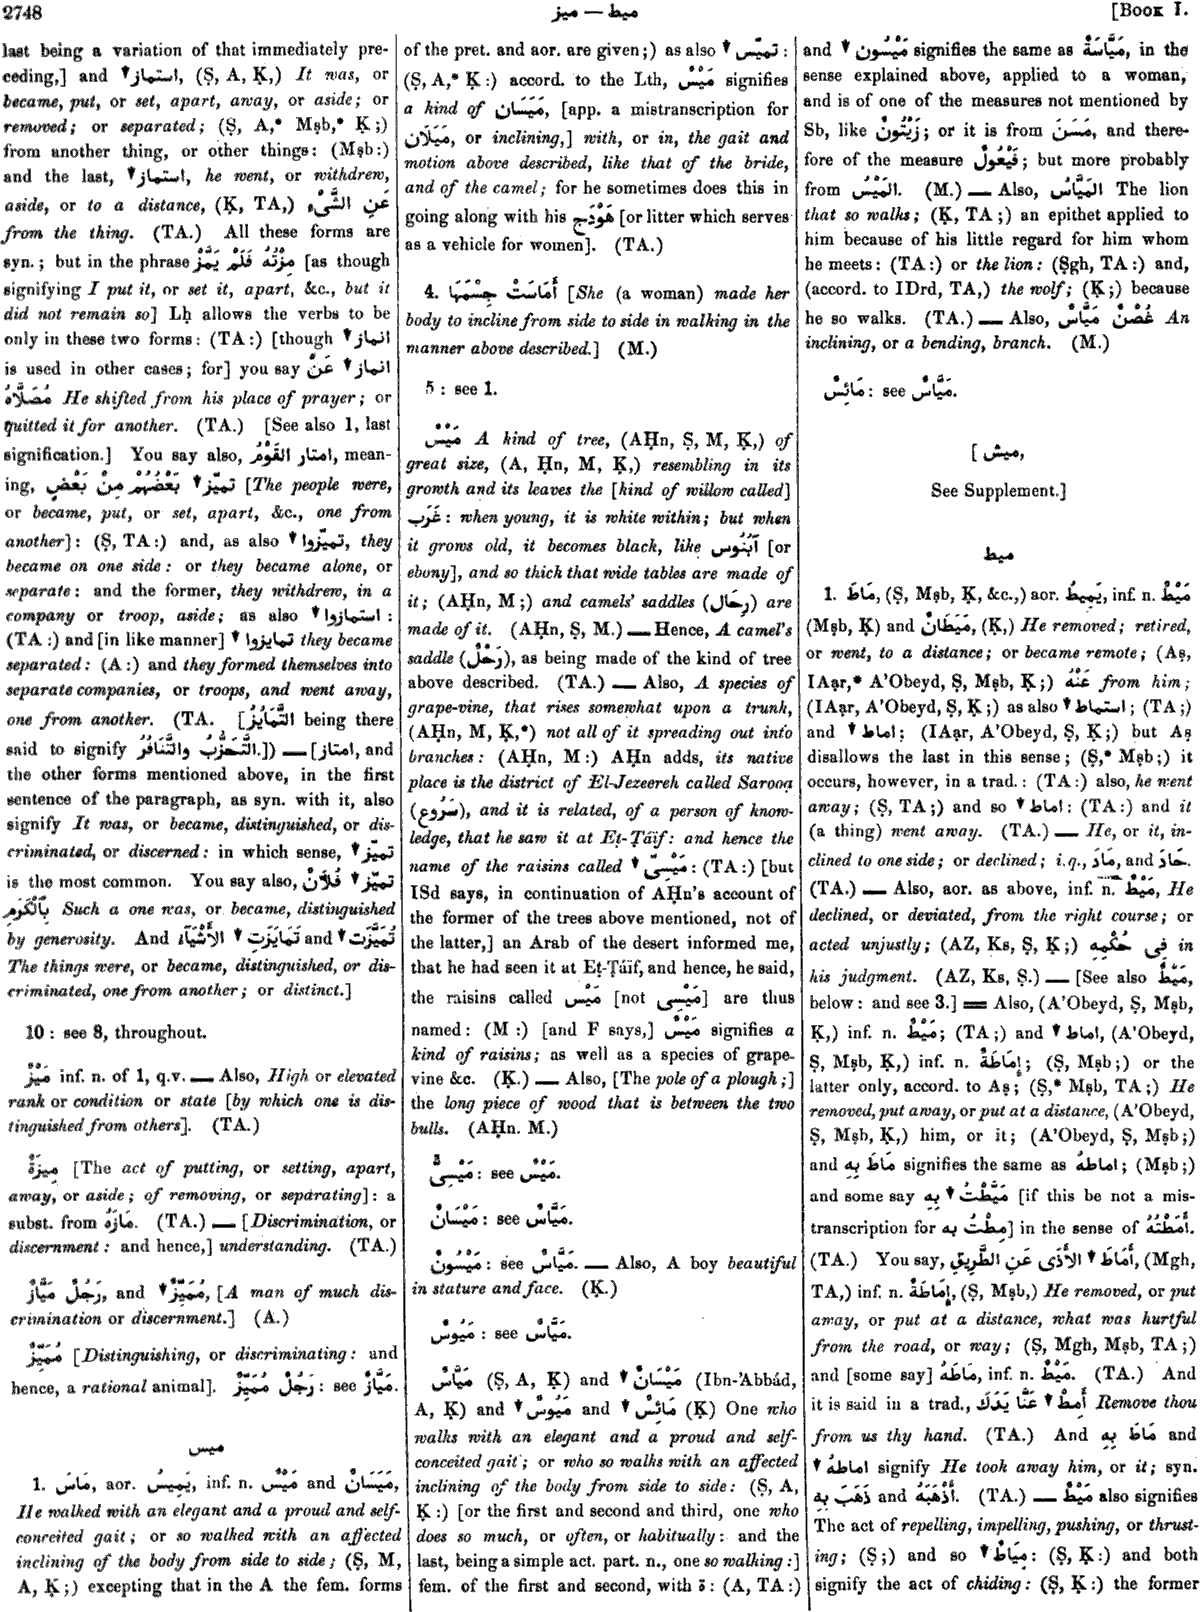 2748
ميط — ميز
[Book I.
last being a variation of that immediately pre-
ceding,] and ▼ استماز, (Ṣ, A, Ḳ,) It was, or
became, put, or set, apart, away, or aside; or
removed; or separated; (Ṣ, A,* Mṣb,* Ḳ;)
from another thing, or other things: (Mṣb:)
and the last, ▼ استماز, he went, or withdrew,
aside, or to a distance, (Ḳ, TA,) عَنِ الشَّىْءِ
from the thing. (TA.) All these forms are
syn.; but in the phrase مِزْتُهُ فَلَمْ يَمَّزْ [as though
signifying I put it, or set it, apart, &c., but it
did not remain so] Lḥ allows the verbs to be
only in these two forms: (TA:) [though ▼ انماز
is used in other cases; for] you say ▼ انماز عَنْ
مُصَلَّاهُ He shifted from his place of prayer; or
quitted it for another. (TA.) [See also 1, last
signification.] You say also, امتاز القَوْمُ, mean-
ing, ▼ تميّز بَعْضُهُمْ مِنْ بَعْضٍ [The people were,
or became, put, or set, apart, &c., one from
another]: (Ṣ, TA:) and, as also ▼ تميّزوا, they
became on one side: or they became alone, or
separate: and the former, they withdrew, in a
company or troop, aside; as also ▼ استمازوا:
(TA:) and [in like manner] ▼ تمايزوا they became
separated: (A:) and they formed themselves into
separate companies, or troops, and went away,
one from another. (TA. [التَّمَايُزُ being there
said to signify التَّحَزُّبُ والتَّنَافُرُ.]) — [امتاز, and
the other forms mentioned above, in the first
sentence of the paragraph, as syn. with it, also
signify It was, or became, distinguished, or dis-
criminated, or discerned: in which sense, ▼ تميّز
is the most common. You say also, ▼ تميّز فُلَانٌ
بِالْكَرَمِ Such a one was, or became, distinguished
by generosity. And ▼ تَمَيَّزَت and ▼ تَمَايَزَتِ الأَشْيَآءُ
The things were, or became, distinguished, or dis-
criminated, one from another; or distinct.]
10: see 8, throughout.
مَيْزٌ inf. n. of 1, q.v. — Also, High or elevated
rank or condition or state [by which one is dis-
tinguished from others]. (TA.)
مِيزَةٌ [The act of putting, or setting, apart,
away, or aside; of removing, or separating]: a
subst. from مَازَهُ. (TA.) — [Discrimination, or
discernment: and hence,] understanding. (TA.)
رَجُلٌ مَيَّازٌ, and ▼ مُمَيِّزٌ, [A man of much dis-
crimination or discernment.] (A.)
مُمَيِّزٌ [Distinguishing, or discriminating: and
hence, a rational animal]. رَجُلٌ مُمَيِّزٌ: see مَيَّازٌ.
ميس
1. مَاسَ, aor. يَمِيسُ, inf. n. مَيْسٌ and مَيَسَانٌ,
He walked with an elegant and a proud and self-
conceited gait; or so walked with an affected
inclining of the body from side to side; (Ṣ, M,
A, Ḳ;) excepting that in the A the fem. forms
of the pret. and aor. are given;) as also ▼ تميّس:
(Ṣ, A,* Ḳ:) accord. to the Lth, مَيْسٌ signifies
a kind of مَيَسَان, [app. a mistranscription for
مَيَلَان, or inclining,] with, or in, the gait and
motion above described, like that of the bride,
and of the camel; for he sometimes does this in
going along with his هَوْدَج [or litter which serves
as a vehicle for women]. (TA.)
4. أَمَاسَتْ جِسْمَهَا [She (a woman) made her
body to incline from side to side in walking in the
manner above described.] (M.)
5: see 1.
مَيْسٌ A kind of tree, (AḤn, Ṣ, M, Ḳ,) of
great size, (A, Ḥn, M, Ḳ,) resembling in its
growth and its leaves the [kind of willow called]
غَرَب: when young, it is white within; but when
it grows old, it becomes black, like آبَنُوس [or
ebony], and so thick that wide tables are made of
it; (AḤn, M;) and camels' saddles (رِحَال) are
made of it. (AḤn, Ṣ, M.) — Hence, A camel's
saddle (رَحْلٌ), as being made of the kind of tree
above described. (TA.) — Also, A species of
grape-vine, that rises somewhat upon a trunk,
(AḤn, M, Ḳ,*) not all of it spreading out into
branches: (AḤn, M:) AḤn adds, its native
place is the district of El-Jezeereh called Sarooạ
(سَرُوع), and it is related, of a person of know-
ledge, that he saw it at Eṭ-Ṭáïf: and hence the
name of the raisins called ▼ مَيْسِىّ: (TA:) [but
ISd says, in continuation of AḤn's account of
the former of the trees above mentioned, not of
the latter,] an Arab of the desert informed me,
that he had seen it at Eṭ-Ṭáïf, and hence, he said,
the raisins called مَيْس [not مَيْسِى] are thus
named: (M:) [and F says,] مَيْسٌ signifies a
kind of raisins; as well as a species of grape-
vine &c. (Ḳ.) — Also, [The pole of a plough;]
the long piece of wood that is between the two
bulls. (AḤn. M.)
مَيْسِىٌّ: see مَيْسٌ.
مَيْسَانٌ: see مَيَّاسٌ.
مَيْسُونٌ: see مَيَّاسٌ. — Also, A boy beautiful
in stature and face. (Ḳ.)
مَيُوسٌ: see مَيَّاسٌ.
مَيَّاسٌ (Ṣ, A, Ḳ) and ▼ مَيْسَانٌ (Ibn-'Abbád,
A, Ḳ) and ▼ مَيُوسٌ and ▼ مَائِسٌ (Ḳ) One who
walks with an elegant and a proud and self-
conceited gait; or who so walks with an affected
inclining of the body from side to side: (Ṣ, A,
Ḳ:) [or the first and second and third, one who
does so much, or often, or habitually: and the
last, being a simple act. part. n., one so walking:]
fem. of the first and second, with ة: (A, TA:)
and ▼ مَيْسُون signifies the same as مَيَّاسَةٌ, in the
sense explained above, applied to a woman,
and is of one of the measures not mentioned by
Sb, like زَيْتُونٌ; or it is from مَسَنَ, and there-
fore of the measure فَيْعُولٌ; but more probably
from المَيْسُ. (M.) — Also, المَيَّاسُ The lion
that so walks; (Ḳ, TA;) an epithet applied to
him because of his little regard for him whom
he meets: (TA:) or the lion: (Ṣgh, TA:) and,
(accord. to IDrd, TA,) the wolf; (Ḳ;) because
he so walks. (TA.) — Also, غُصْنٌ مَيَّاسٌ An
inclining, or a bending, branch. (M.)
مَائِسٌ: see مَيَّاسٌ.
[ميش,
See Supplement.]
ميط
1. مَاطَ, (Ṣ, Mṣb, Ḳ, &c.,) aor. يَمِيطُ, inf. n. مَيْطٌ
(Mṣb, Ḳ) and مَيَطَانٌ, (Ḳ,) He removed; retired,
or went, to a distance; or became remote; (Aṣ,
IAạr,* A'Obeyd, Ṣ, Mṣb, Ḳ;) عَنْهُ from him;
(IAạr, A'Obeyd, Ṣ, Ḳ;) as also ▼ استماط; (TA;)
and ▼ اماط; (IAạr, A'Obeyd, Ṣ, Ḳ;) but Aṣ
disallows the last in this sense; (Ṣ,* Mṣb;) it
occurs, however, in a trad.: (TA:) also, he went
away; (Ṣ, TA;) and so ▼ اماط: (TA:) and it
(a thing) went away. (TA.) — He, or it, in-
clined to one side; or declined; i.q., مَادَ, and حَادَ.
(TA.) — Also, aor. as above, inf. n. مَيْطٌ, He
declined, or deviated, from the right course; or
acted unjustly; (AZ, Ks, Ṣ, Ḳ;) فِى حُكْمِهِ in
his judgment. (AZ, Ks, Ṣ.) — [See also مَيْطٌ,
below: and see 3.] = Also, (A'Obeyd, Ṣ, Mṣb,
Ḳ,) inf. n. مَيْطٌ; (TA;) and ▼ اماط, (A'Obeyd,
Ṣ, Mṣb, Ḳ,) inf. n. إِمَاطَةٌ; (Ṣ, Mṣb;) or the
latter only, accord. to Aṣ; (Ṣ,* Mṣb, TA;) He
removed, put away, or put at a distance, (A'Obeyd,
Ṣ, Mṣb, Ḳ,) him, or it; (A'Obeyd, Ṣ, Mṣb;)
and مَاطَ بِهِ signifies the same as اماطهُ; (Mṣb;)
and some say ▼ مَيَّطْتُ بِهِ [if this be not a mis-
transcription for مِطْتُ به] in the sense of أَمَطْتُهُ.
(TA.) You say, ▼ أَمَاطَ الأَذَى عَنِ الطَّرِيقِ, (Mgh,
TA,) inf. n. إِمَاطَةٌ, (Ṣ, Mṣb,) He removed, or put
away, or put at a distance, what was hurtful
from the road, or way; (Ṣ, Mgh, Mṣb, TA;)
and [some say] مَاطَهُ, inf. n. مَيْطٌ. (TA.) And
it is said in a trad., ▼ أَمِطْ عَنَّا يَدَكَ Remove thou
from us thy hand. (TA.) And مَاطَ بِهِ and
▼ اماطهُ signify He took away him, or it; syn.
ذَهَبَ بِهِ and أَذْهَبَهُ. (TA.) — مَيْطٌ also signifies
The act of repelling, impelling, pushing, or thrust-
ing; (Ṣ;) and so ▼ مِيَاطٌ: (Ṣ, Ḳ:) and both
signify the act of chiding: (Ṣ, Ḳ:) the former